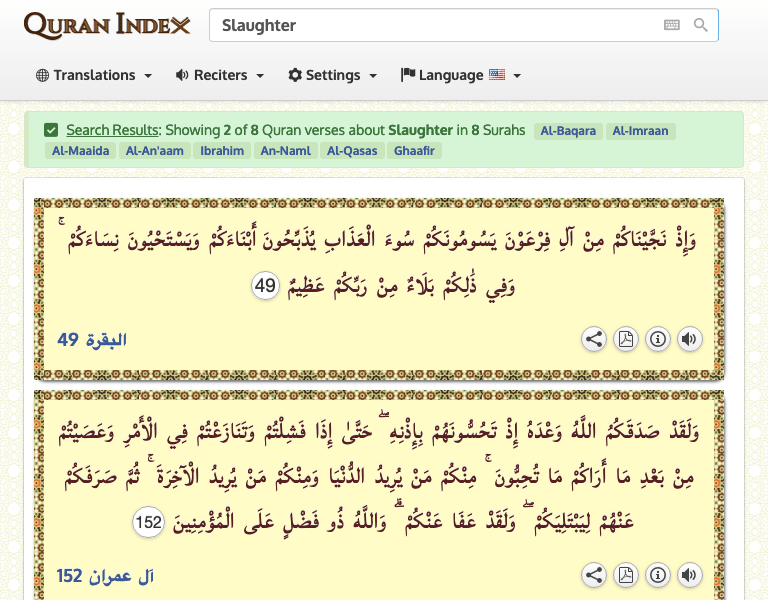 QURAN INDEX
Slaughter
Translations Reciters Settings Language
Search Results: Showing 2 of 8 Quran verses about Slaughter in 8 Surahs Al-Baqara Al-Imraan
Al-Maaida Al-An'aam Ibrahim An-Naml Al-Qasas Ghaafir
وَإِذْ نَجَّيْنَاكُمْ مِنْ آلِ فِرْعَوْنَ يَسُومُونَكُمْ سُوءَ الْعَذَابِ يُذَبِّحُونَ أَبْنَاءَكُمْ وَيَسْتَحْيُونَ نِسَاءَكُمْ ۚ
وَفِي ذَٰلِكُمْ بَلَاءٌ مِنْ رَبِّكُمْ عَظِيمٌ 49
البقرة 49
وَلَقَدْ صَدَقَكُمُ اللَّهُ وَعْدَهُ إِذْ تَحُسُّونَهُمْ بِإِذْنِهِ ۖ حَتَّىٰ إِذَا فَشِلْتُمْ وَتَنَازَعْتُمْ فِي الْأَمْرِ وَعَصَيْتُمْ
مِنْ بَعْدِ مَا أَرَاكُمْ مَا تُحِبُّونَ ۚ مِنْكُمْ مَنْ يُرِيدُ الدُّنْيَا وَمِنْكُمْ مَنْ يُرِيدُ الْآخِرَةَ ۚ ثُمَّ صَرَفَكُمْ
عَنْهُمْ لِيَبْتَلِيَكُمْ ۖ وَلَقَدْ عَفَا عَنْكُمْ ۗ وَاللَّهُ ذُو فَضْلٍ عَلَى الْمُؤْمِنِينَ 152
آل عمران 152